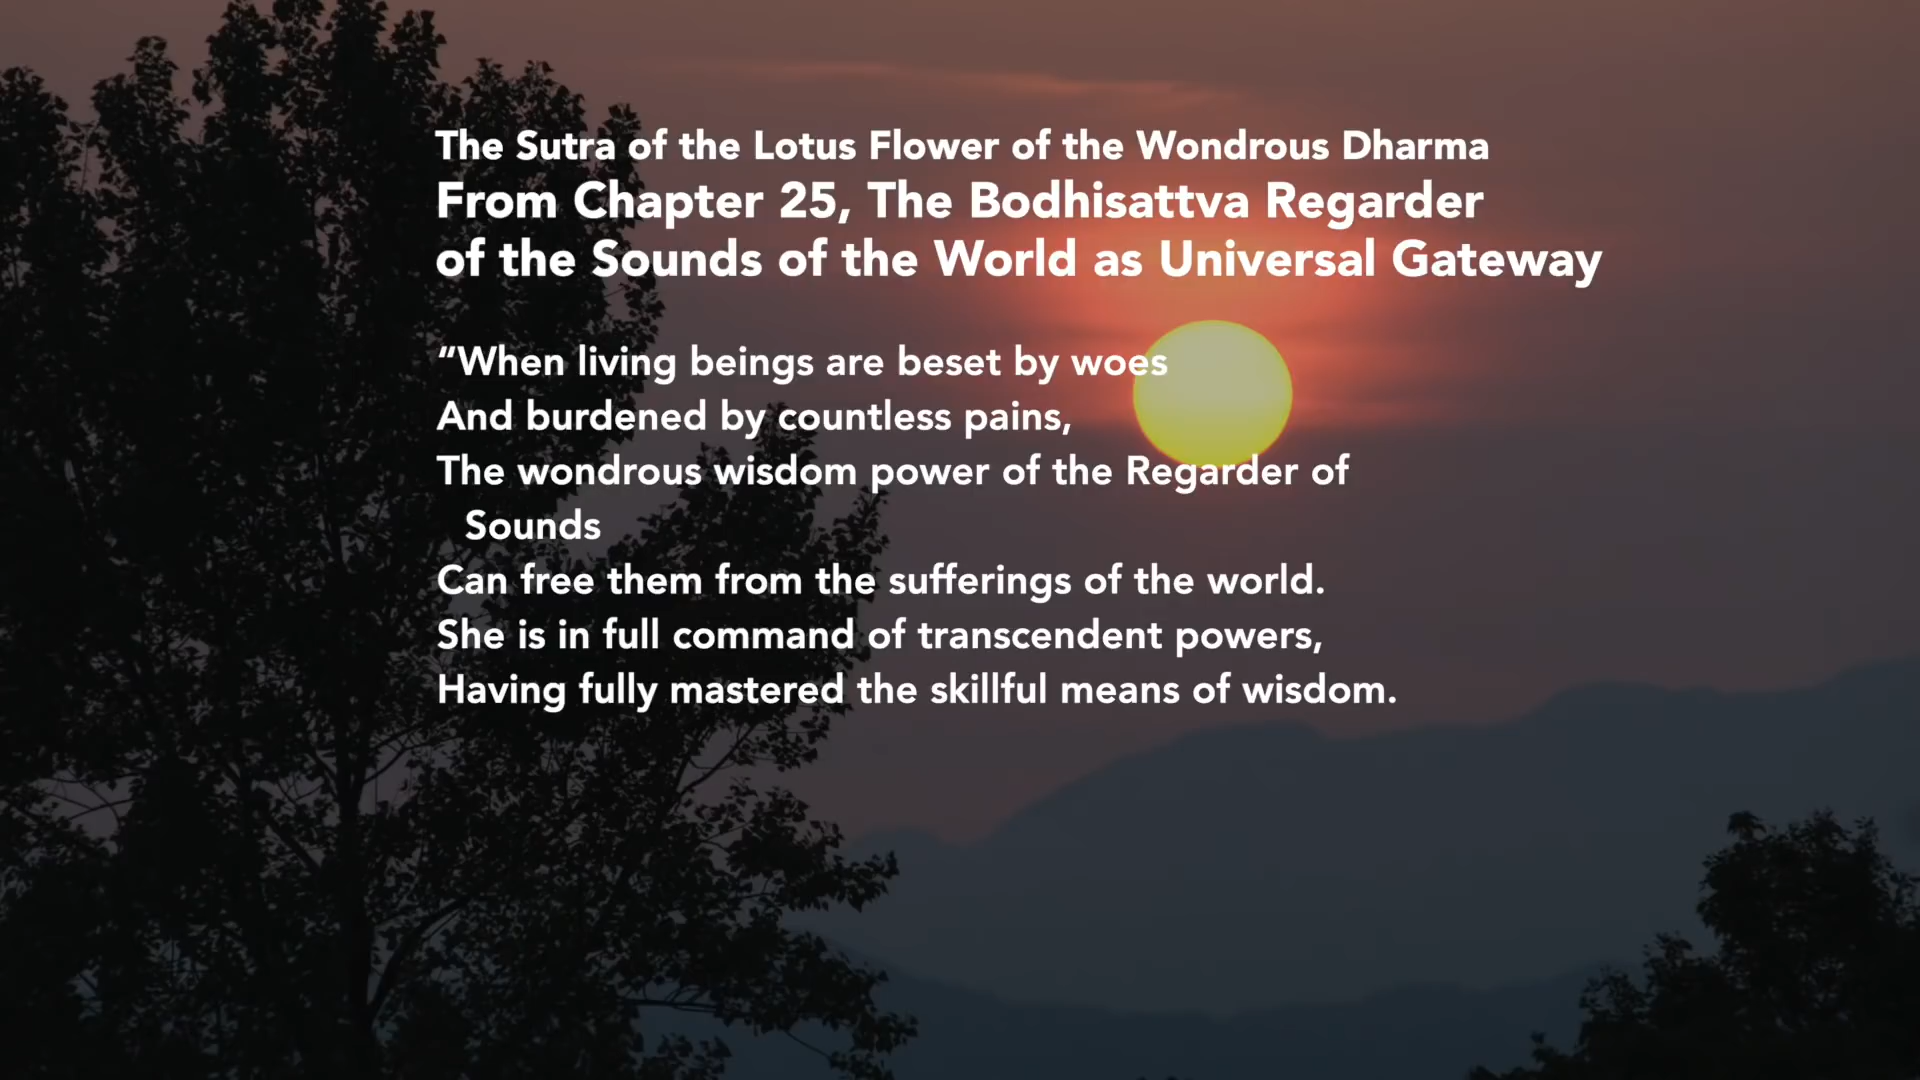 The Sutra of the Lotus Flower of the Wondrous Dharma
From Chapter 25, The Bodhisattva Regarder
of the Sounds of the World as Universal Gateway
“When living beings are beset by woes
And burdened by countless pains,
The wondrous wisdom power of the Regarder of
Sounds
Can free them from the sufferings of the world.
She is in full command of transcendent powers,
Having fully mastered the skillful means of wisdom.